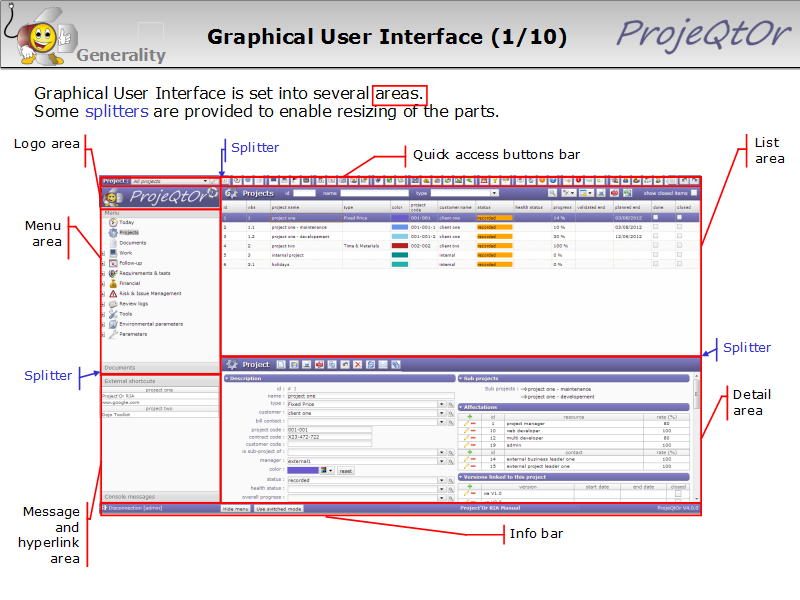 Generality
Graphical User Interface (1/10)
ProjeQtOr
Graphical User Interface is set into several areas.
Some splitters are provided to enable resizing of the parts.
Logo area
Splitter
Quick access buttons bar
List
area
Menu
area
Splitter
Splitter
Detail
area
Message
and
hyperlink
area
Info bar
Project : All projects
ProjeQtOr
Menu
Today
Projects
Documents
Work
Follow-up
Requirements & tests
Financial
Risk & Issue Management
Review logs
Tools
Environmental parameters
Parameters
Documents
External shortcuts
project one
Project'Or RIA
www.google.com
project two
Dojo Toolkit
Console messages
Projects id name type show closed items
id wbs project name type color project code customer name status health status progress validated end planned end done closed
1 1 project one Fixed Price 001-001 client one recorded 14 % 03/08/2012
2 1.1 project one - maintenance 001-001-1 client one recorded 10 % 03/08/2012
3 1.2 project one - developement 001-001-2 client one recorded 30 % 12/06/2012
4 2 project two Time & Materials 002-002 client two recorded 100 %
5 3 internal project internal recorded 0 %
6 3.1 holidays internal recorded 0 %
Project
Description
id : # 1
name : project one
type : Fixed Price
customer : client one
bill contact :
project code : 001-001
contract code : X23-472-722
customer code :
is sub-project of :
manager : external1
color : reset
status : recorded
health status :
overall progress :
Sub projects
Sub projects : project one - maintenance
project one - developement
Affectations
id resource rate (%)
1 project manager 80
10 web developer 100
12 multi developer 80
19 admin 100
id contact rate (%)
14 external business leader one 100
15 external project leader one 100
Versions linked to this project
version start date end date closed
xx V1.0
Disconnection [admin] Hide menu Use switched mode Project'Or RIA Manual ProjeQtOr V4.0.0